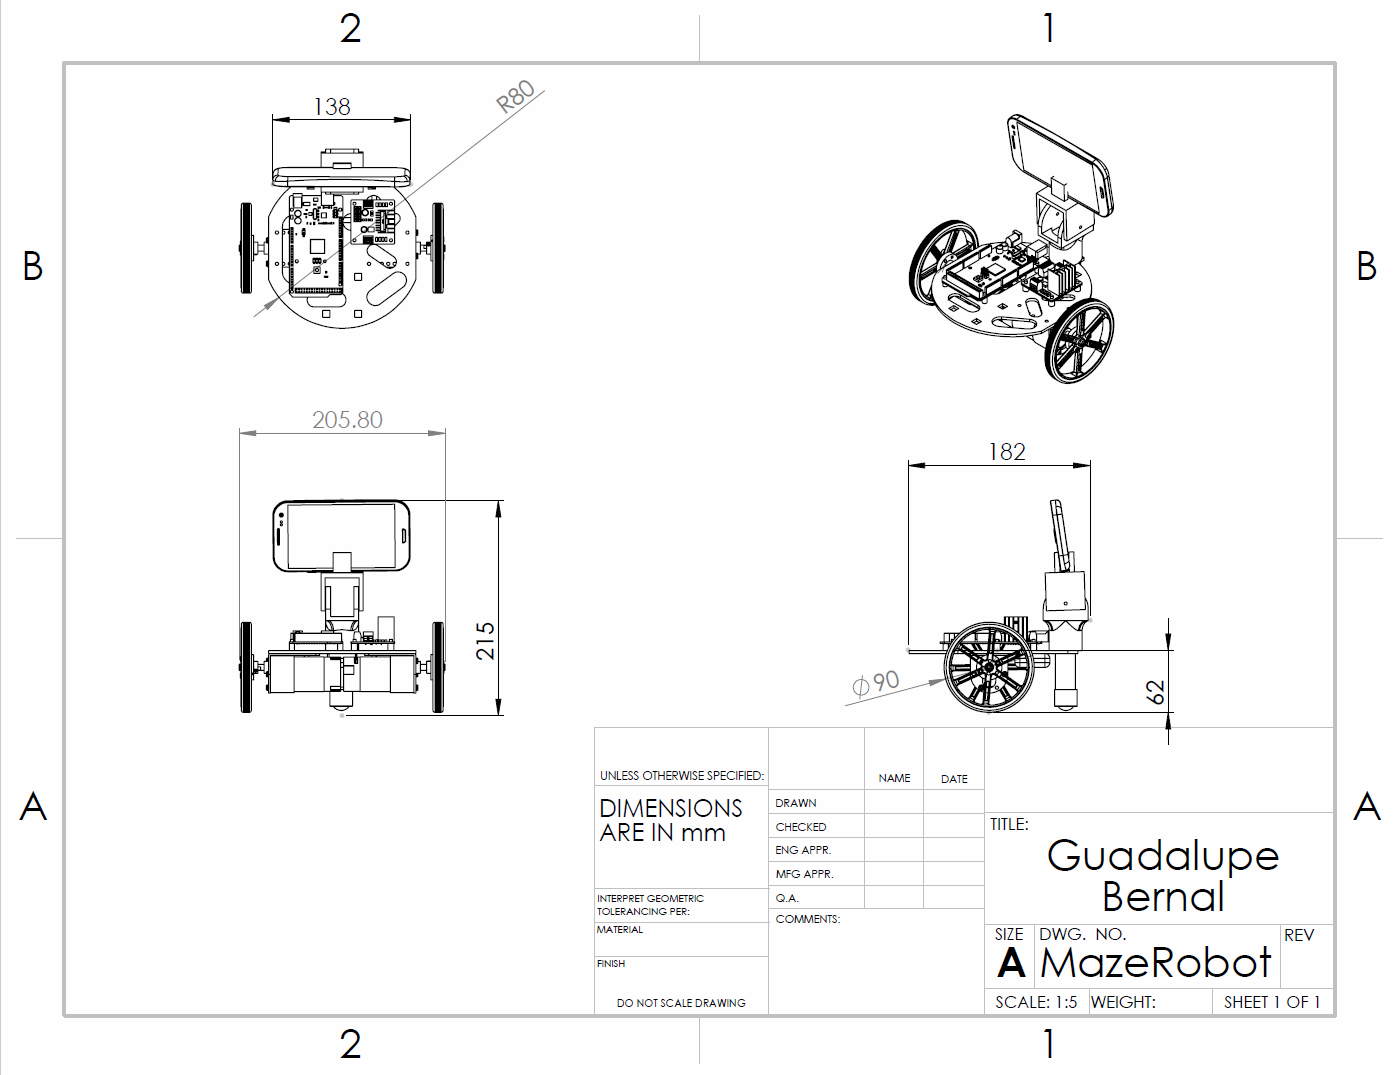 2 1
138
R80
B B
205.80
182
215
⌀90
62
A A
UNLESS OTHERWISE SPECIFIED:
NAME DATE
DIMENSIONS
ARE IN mm
DRAWN
CHECKED
ENG APPR.
MFG APPR.
Q.A.
INTERPRET GEOMETRIC
TOLERANCING PER:
MATERIAL
FINISH
DO NOT SCALE DRAWING
COMMENTS:
TITLE:
Guadalupe
Bernal
SIZE DWG. NO. REV
A MazeRobot
SCALE: 1:5 WEIGHT: SHEET 1 OF 1
2 1